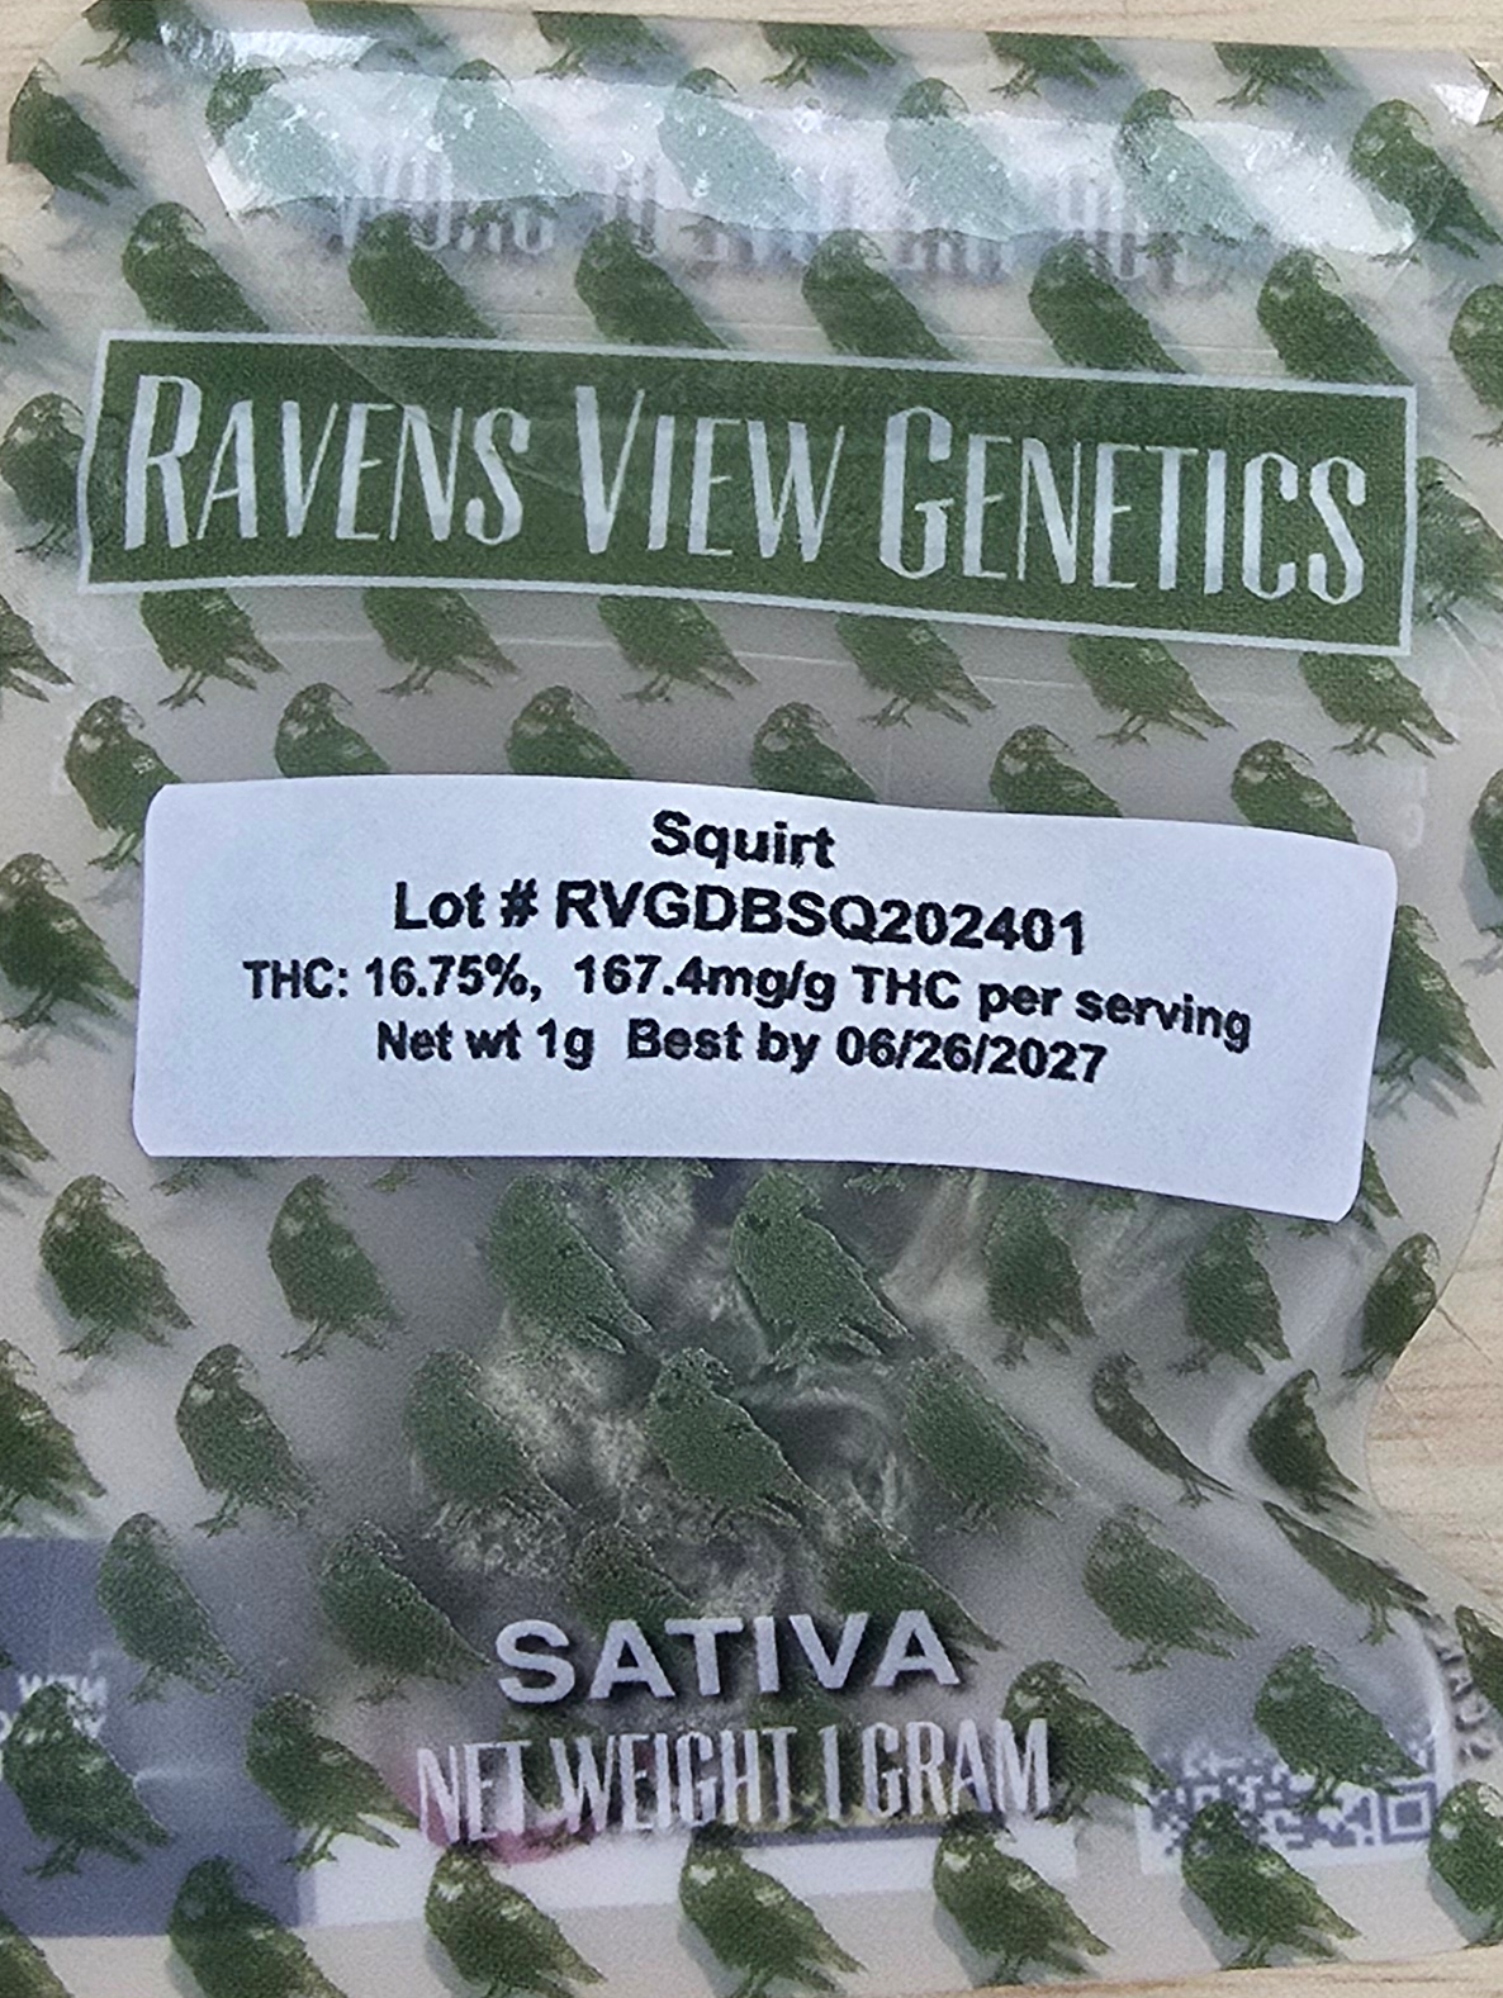 RAVENS VIEW GENETICS
Squirt
Lot # RVGDBSQ202401
THC: 16.75%, 167.4mg/g THC per serving
Net wt 1g Best by 06/26/2027
SATIVA
NET WEIGHT 1 GRAM